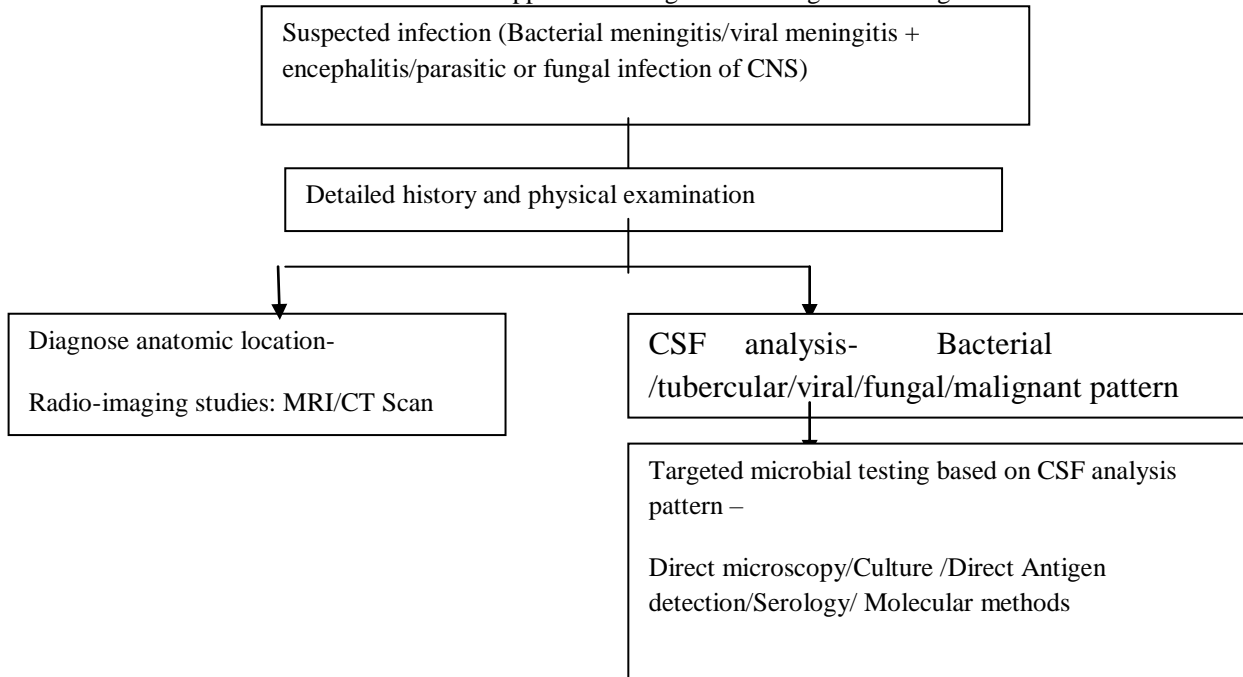 Suspected infection (Bacterial meningitis/viral meningitis +
encephalitis/parasitic or fungal infection of CNS)
Detailed history and physical examination
Diagnose anatomic location-
Radio-imaging studies: MRI/CT Scan
CSF analysis- Bacterial
/tubercular/viral/fungal/malignant pattern
Targeted microbial testing based on CSF analysis
pattern –
Direct microscopy/Culture /Direct Antigen
detection/Serology/ Molecular methods